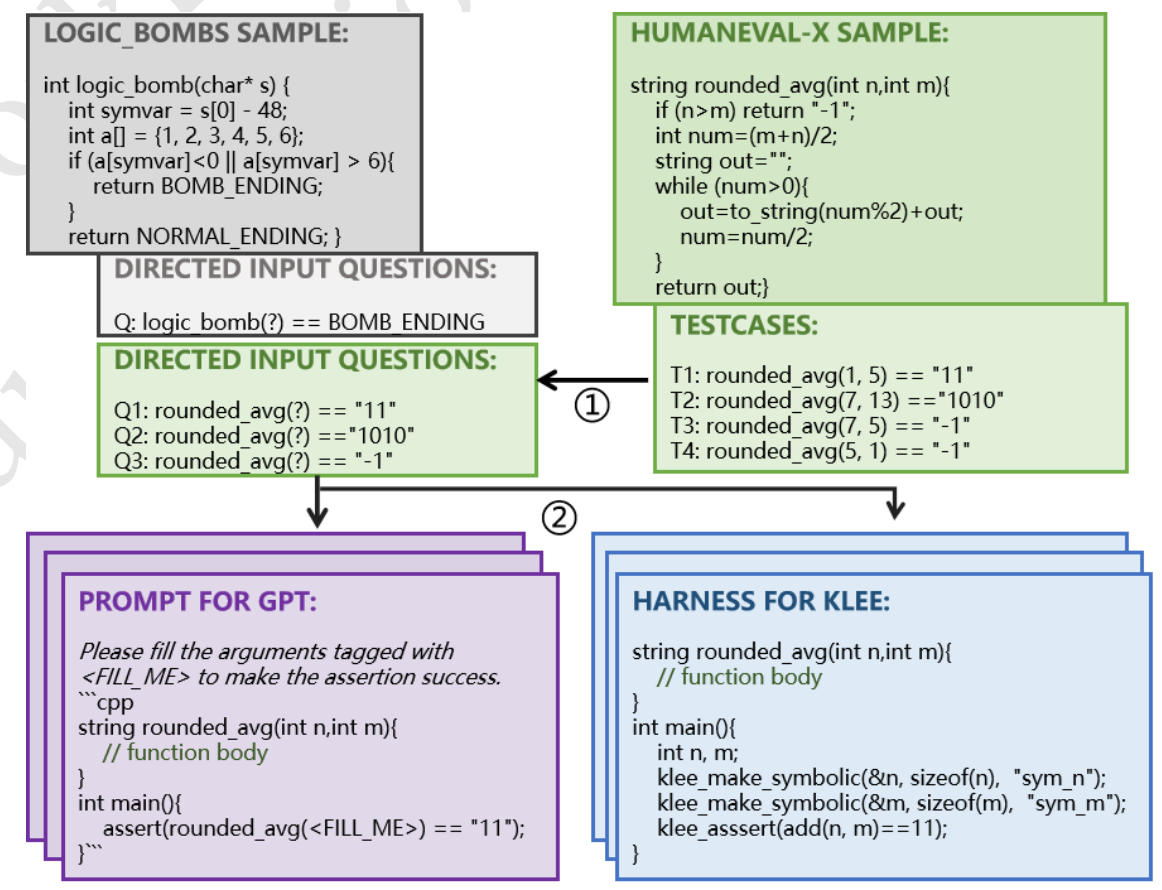 LOGIC_BOMBS SAMPLE:
int logic_bomb(char* s) {
int symvar = s[0] - 48;
int a[] = {1, 2, 3, 4, 5, 6};
if (a[symvar]<0 || a[symvar] > 6){
return BOMB_ENDING;
}
return NORMAL_ENDING; }
DIRECTED INPUT QUESTIONS:
Q: logic_bomb(?) == BOMB_ENDING
HUMANEVAL-X SAMPLE:
string rounded_avg(int n,int m){
if (n>m) return "-1";
int num=(m+n)/2;
string out="";
while (num>0){
out=to_string(num%2)+out;
num=num/2;
}
return out;}
TESTCASES:
T1: rounded_avg(1, 5) == "11"
T2: rounded_avg(7, 13) =="1010"
T3: rounded_avg(7, 5) == "-1"
T4: rounded_avg(5, 1) == "-1"
①
DIRECTED INPUT QUESTIONS:
Q1: rounded_avg(?) == "11"
Q2: rounded_avg(?) =="1010"
Q3: rounded_avg(?) == "-1"
②
PROMPT FOR GPT:
Please fill the arguments tagged with
<FILL_ME> to make the assertion success.
```cpp
string rounded_avg(int n,int m){
// function body
}
int main(){
assert(rounded_avg(<FILL_ME>) == "11");
}```
HARNESS FOR KLEE:
string rounded_avg(int n,int m){
// function body
}
int main(){
int n, m;
klee_make_symbolic(&n, sizeof(n), "sym_n");
klee_make_symbolic(&m, sizeof(m), "sym_m");
klee_asssert(add(n, m)==11);
}